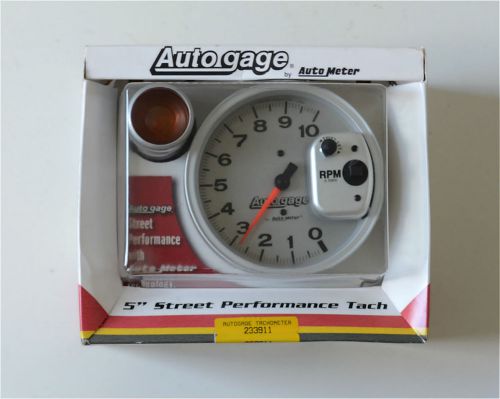 Auto gage®
by Auto Meter
10
9
8
7
6
5
4
3
2
1
0
RPM
Auto gage
Auto Meter
Auto gage
Street
Performance
with
Auto Meter
5" Street Performance Tach
AUTOGAGE TACHOMETER
233911